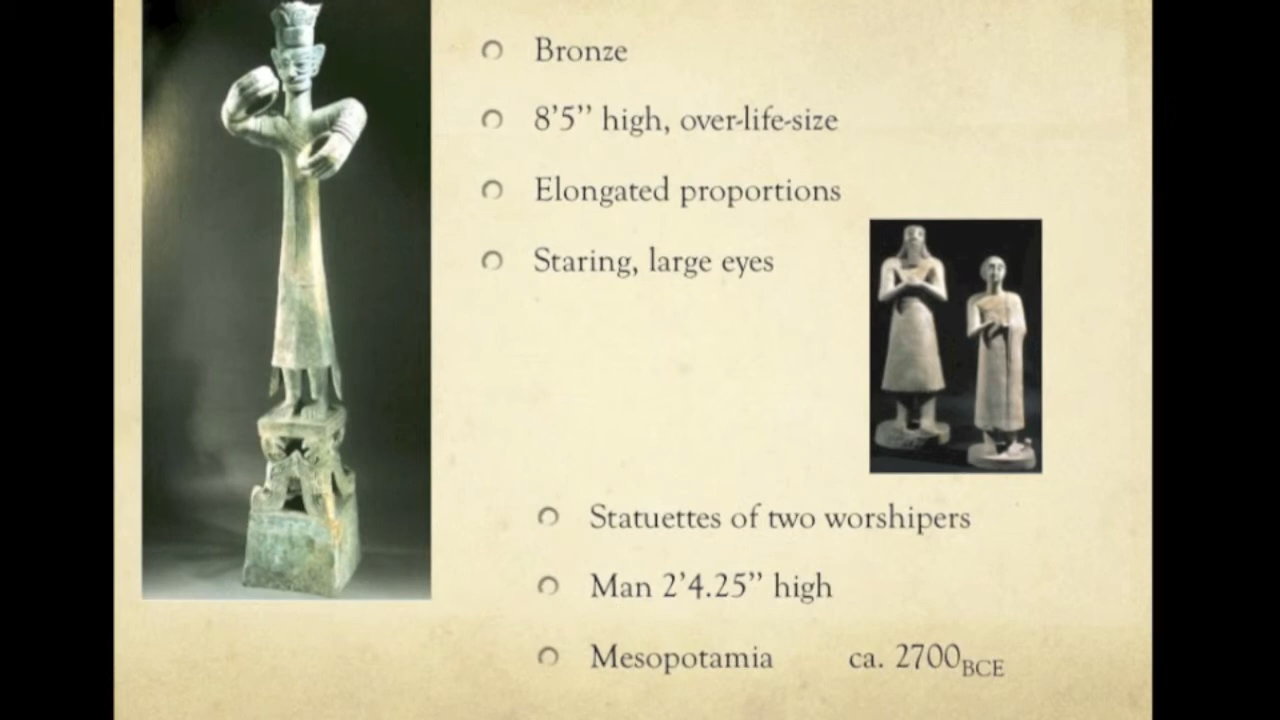 Bronze
8’5’’ high, over-life-size
Elongated proportions
Staring, large eyes
Statuettes of two worshipers
Man 2’4.25’’ high
Mesopotamia ca. 2700BCE